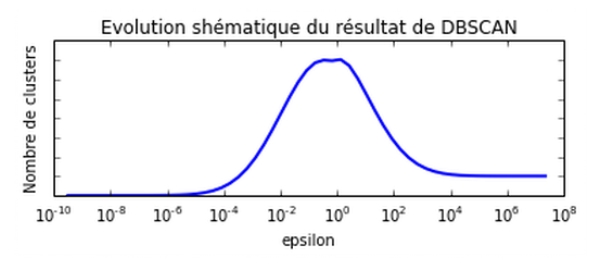 Evolution shématique du résultat de DBSCAN
Nombre de clusters
10⁻¹⁰ 10⁻⁸ 10⁻⁶ 10⁻⁴ 10⁻² 10⁰ 10² 10⁴ 10⁶ 10⁸
epsilon